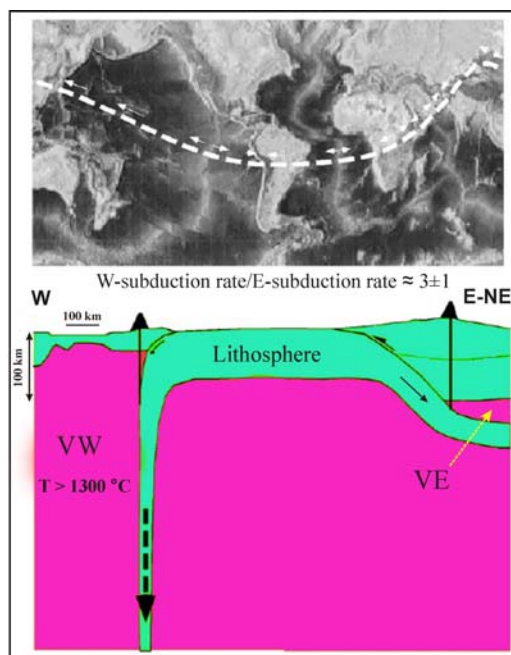 W-subduction rate/E-subduction rate ≈ 3±1
W
E-NE
100 km
100 km
Lithosphere
VW
T > 1300 °C
VE